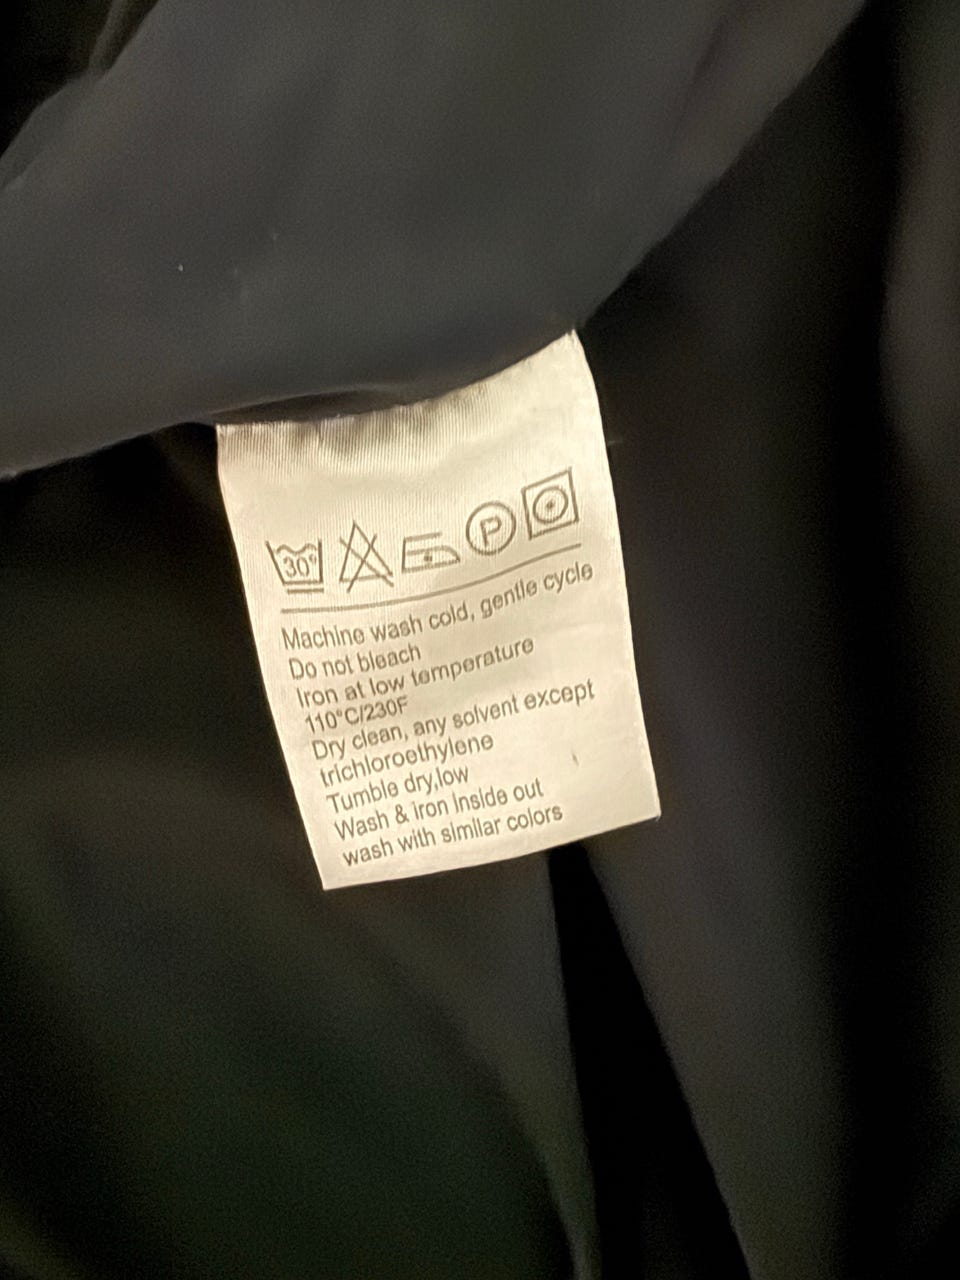 30° P
Machine wash cold, gentle cycle
Do not bleach
Iron at low temperature
110°C/230F
Dry clean, any solvent except
trichloroethylene
Tumble dry,low
Wash & iron Inside out
wash with similar colors